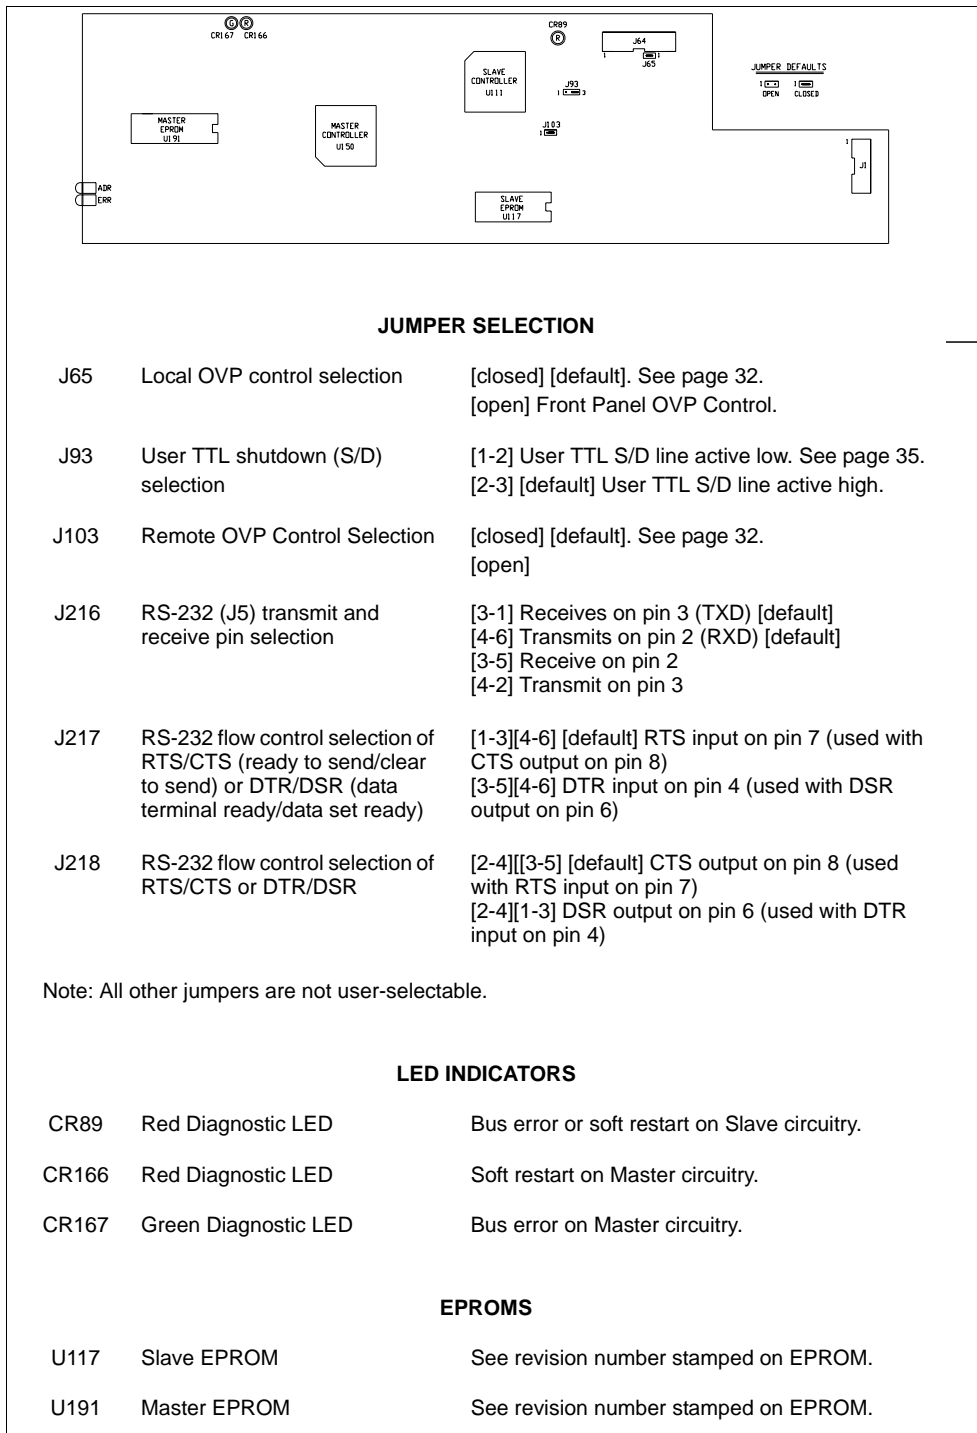 G R
CR167 CR166
CR89
R
J64
1
1
J65
SLAVE
CONTROLLER
U111
J93
1 3
JUMPER DEFAULTS
1 1
OPEN CLOSED
MASTER
EPROM
U191
MASTER
CONTROLLER
U150
J103
1
1
J1
ADR
ERR
SLAVE
EPROM
U117
JUMPER SELECTION
J65 Local OVP control selection [closed] [default]. See page 32.
[open] Front Panel OVP Control.
J93 User TTL shutdown (S/D) [1-2] User TTL S/D line active low. See page 35.
selection [2-3] [default] User TTL S/D line active high.
J103 Remote OVP Control Selection [closed] [default]. See page 32.
[open]
J216 RS-232 (J5) transmit and [3-1] Receives on pin 3 (TXD) [default]
receive pin selection [4-6] Transmits on pin 2 (RXD) [default]
[3-5] Receive on pin 2
[4-2] Transmit on pin 3
J217 RS-232 flow control selection of [1-3][4-6] [default] RTS input on pin 7 (used with
RTS/CTS (ready to send/clear CTS output on pin 8)
to send) or DTR/DSR (data [3-5][4-6] DTR input on pin 4 (used with DSR
terminal ready/data set ready) output on pin 6)
J218 RS-232 flow control selection of [2-4][[3-5] [default] CTS output on pin 8 (used
RTS/CTS or DTR/DSR with RTS input on pin 7)
[2-4][1-3] DSR output on pin 6 (used with DTR
input on pin 4)
Note: All other jumpers are not user-selectable.
LED INDICATORS
CR89 Red Diagnostic LED Bus error or soft restart on Slave circuitry.
CR166 Red Diagnostic LED Soft restart on Master circuitry.
CR167 Green Diagnostic LED Bus error on Master circuitry.
EPROMS
U117 Slave EPROM See revision number stamped on EPROM.
U191 Master EPROM See revision number stamped on EPROM.